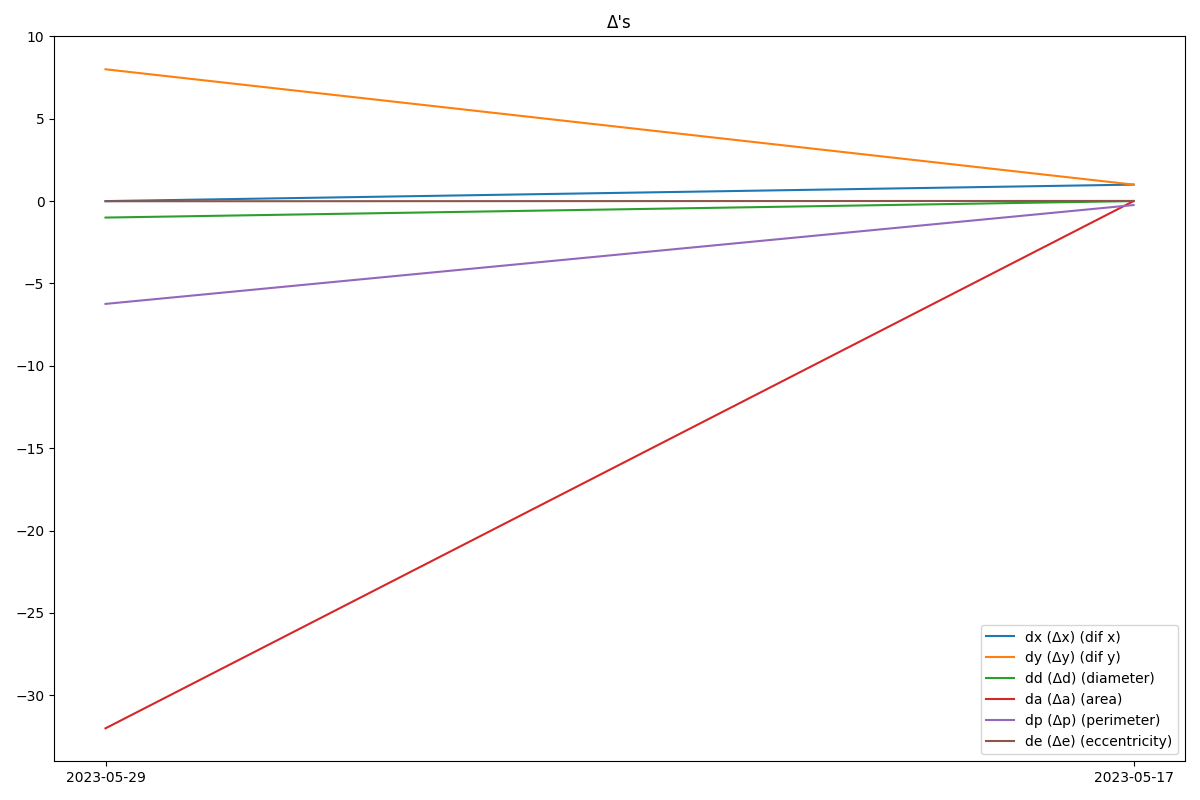 Δ's
10
5
0
−5
−10
−15
−20
−25
−30
dx (Δx) (dif x)
dy (Δy) (dif y)
dd (Δd) (diameter)
da (Δa) (area)
dp (Δp) (perimeter)
de (Δe) (eccentricity)
2023-05-29 2023-05-17